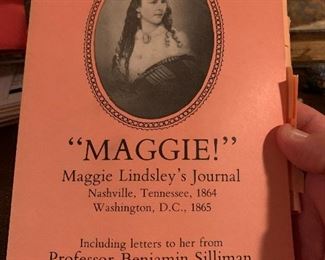 “MAGGIE!”
Maggie Lindsley's Journal
Nashville, Tennessee, 1864
Washington, D.C., 1865
Including letters to her from
Professor Benjamin Silliman